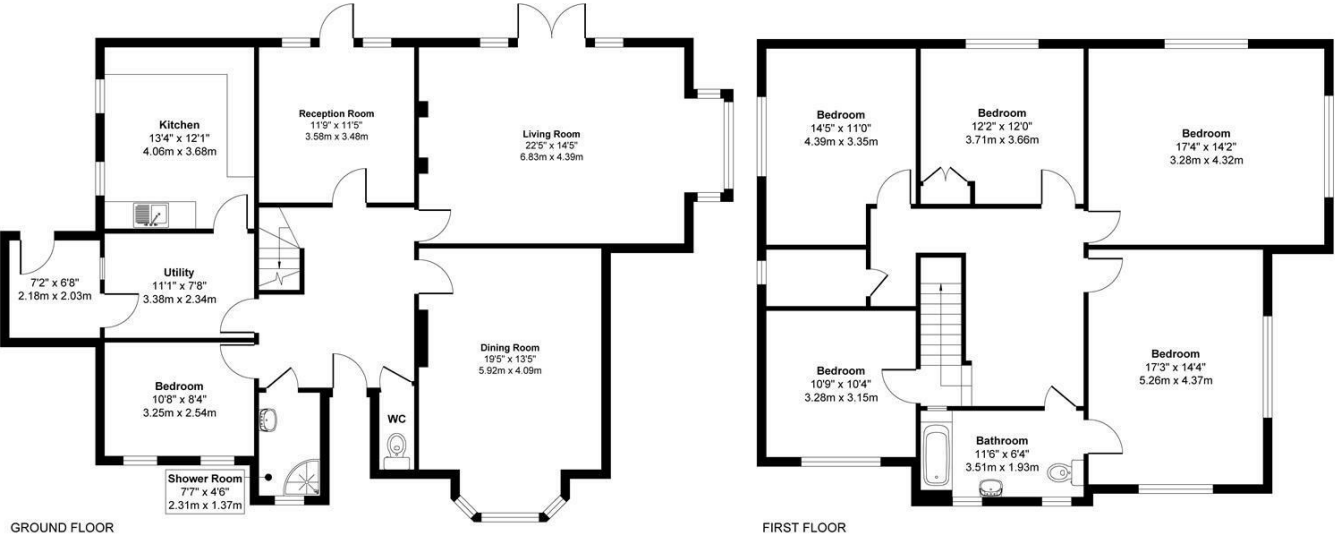 Kitchen
13'4" x 12'1"
4.06m x 3.68m
Reception Room
11'9" x 11'5"
3.58m x 3.48m
Living Room
22'5" x 14'5"
6.83m x 4.39m
7'2" x 6'8"
2.18m x 2.03m
Utility
11'1" x 7'8"
3.38m x 2.34m
Bedroom
10'8" x 8'4"
3.25m x 2.54m
Dining Room
19'5" x 13'5"
5.92m x 4.09m
WC
Shower Room
7'7" x 4'6"
2.31m x 1.37m
GROUND FLOOR
Bedroom
14'5" x 11'0"
4.39m x 3.35m
Bedroom
12'2" x 12'0"
3.71m x 3.66m
Bedroom
17'4" x 14'2"
3.28m x 4.32m
Bedroom
10'9" x 10'4"
3.28m x 3.15m
Bedroom
17'3" x 14'4"
5.26m x 4.37m
Bathroom
11'6" x 6'4"
3.51m x 1.93m
FIRST FLOOR